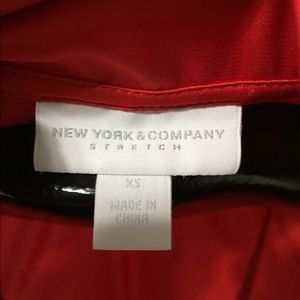 NEW YORK & COMPANY
STRETCH
XS
MADE IN
CHINA